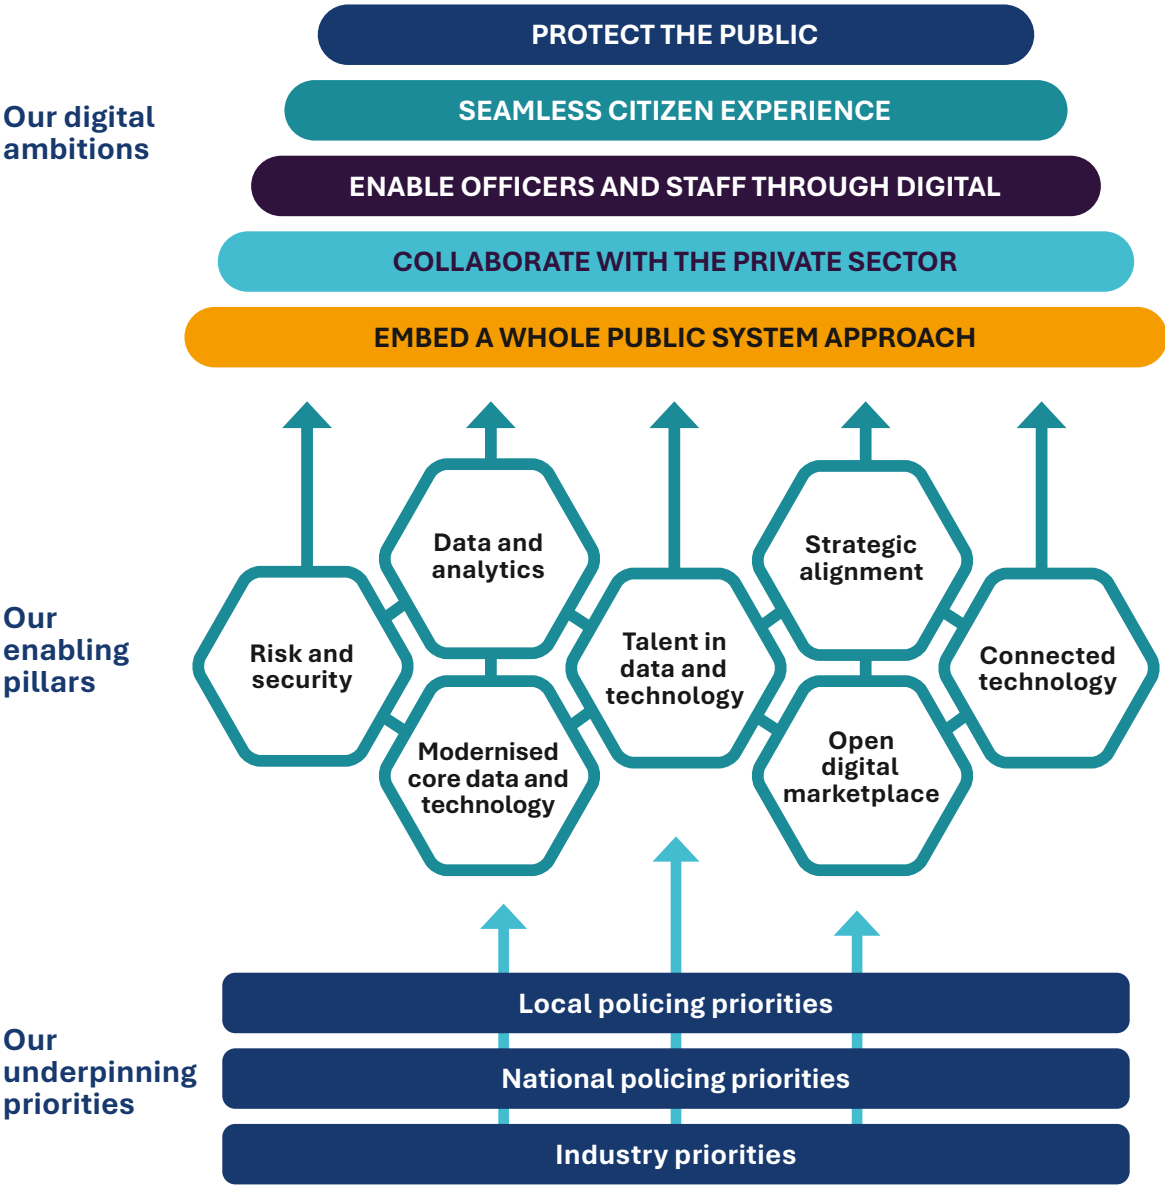 PROTECT THE PUBLIC
Our digital
ambitions
SEAMLESS CITIZEN EXPERIENCE
ENABLE OFFICERS AND STAFF THROUGH DIGITAL
COLLABORATE WITH THE PRIVATE SECTOR
EMBED A WHOLE PUBLIC SYSTEM APPROACH
Our
enabling
pillars
Risk and
security
Data and
analytics
Modernised
core data and
technology
Talent in
data and
technology
Strategic
alignment
Open
digital
marketplace
Connected
technology
Our
underpinning
priorities
Local policing priorities
National policing priorities
Industry priorities